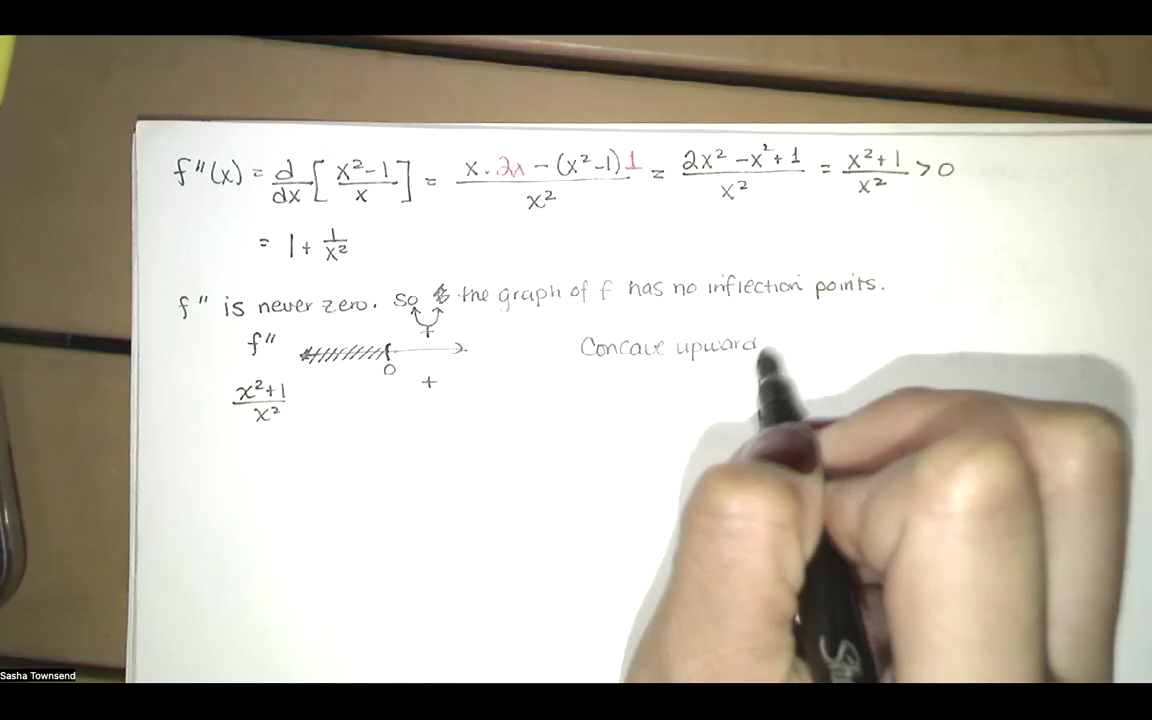 f''(x) = d/dx [ (x²-1)/x ] = (x·2x - (x²-1)1)/x² = (2x² - x² + 1)/x² = (x²+1)/x² > 0
= 1 + 1/x²
f'' is never zero. So the graph of f has no inflection points.
f'' +
0
(x²+1)/x² +
Concave upward
Sasha Townsend